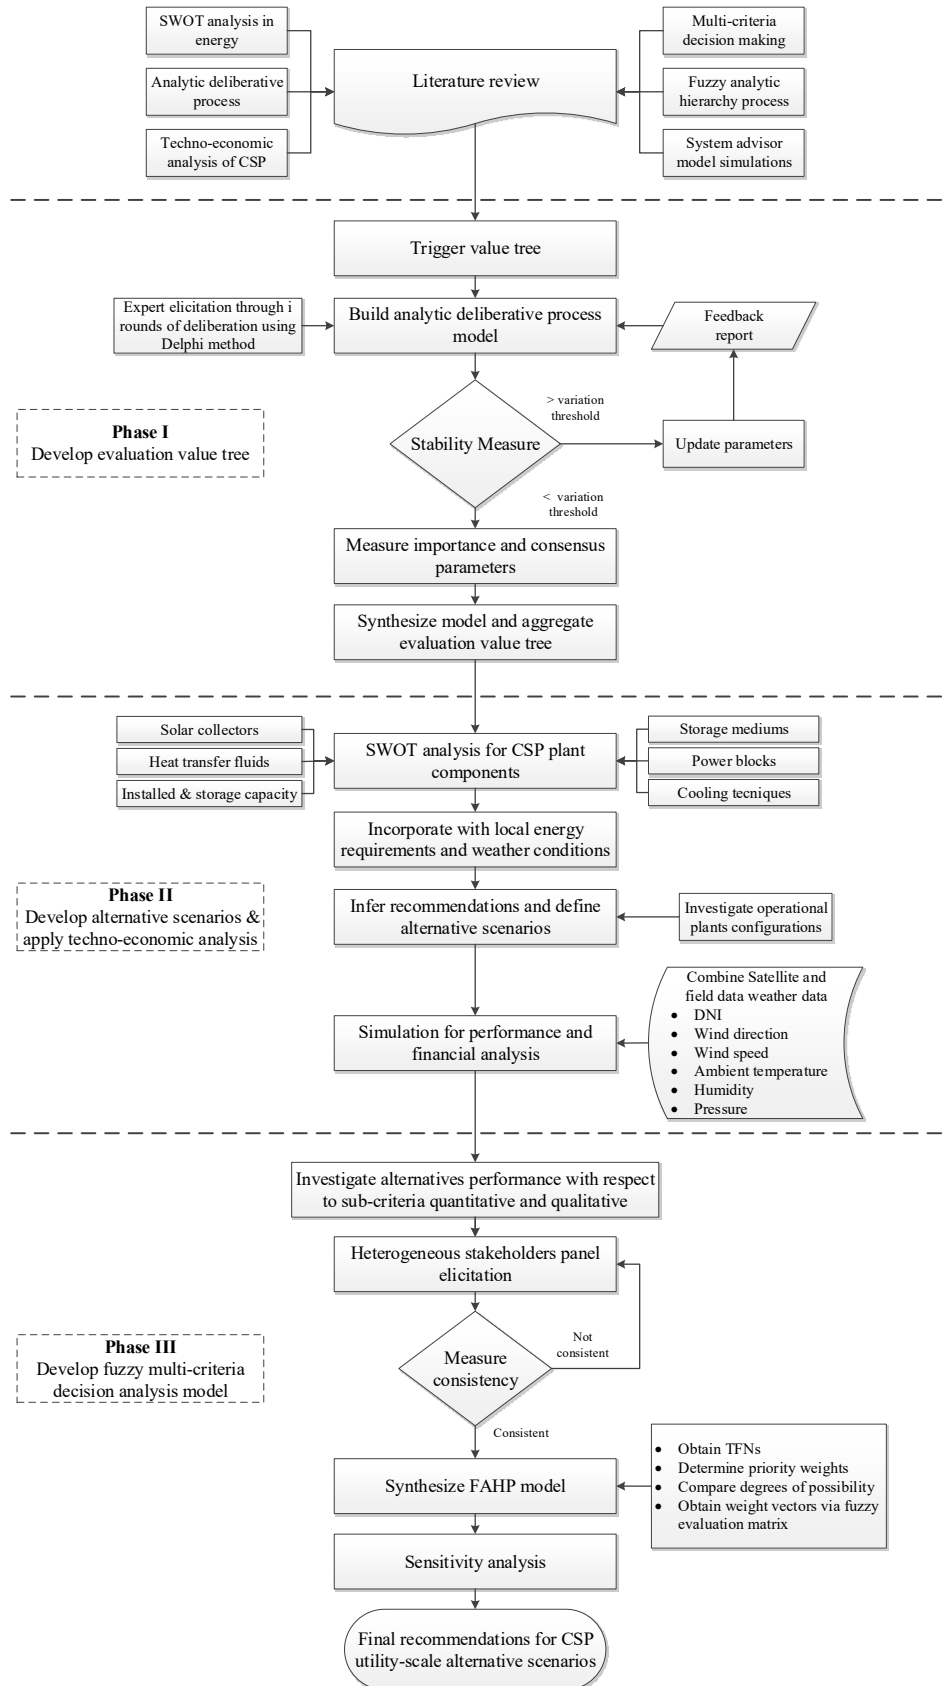 SWOT analysis in
energy
Analytic deliberative
process
Techno-economic
analysis of CSP
Literature review
Multi-criteria
decision making
Fuzzy analytic
hierarchy process
System advisor
model simulations
Trigger value tree
Expert elicitation through i
rounds of deliberation using
Delphi method
Build analytic deliberative process
model
Feedback
report
> variation
threshold
Stability Measure
Update parameters
Phase I
Develop evaluation value tree
< variation
threshold
Measure importance and consensus
parameters
Synthesize model and aggregate
evaluation value tree
Solar collectors
Heat transfer fluids
Installed & storage capacity
SWOT analysis for CSP plant
components
Storage mediums
Power blocks
Cooling tecniques
Incorporate with local energy
requirements and weather conditions
Phase II
Develop alternative scenarios &
apply techno-economic analysis
Infer recommendations and define
alternative scenarios
Investigate operational
plants configurations
Simulation for performance and
financial analysis
Combine Satellite and
field data weather data
• DNI
• Wind direction
• Wind speed
• Ambient temperature
• Humidity
• Pressure
Investigate alternatives performance with respect
to sub-criteria quantitative and qualitative
Heterogeneous stakeholders panel
elicitation
Phase III
Develop fuzzy multi-criteria
decision analysis model
Measure
consistency
Not
consistent
Consistent
Synthesize FAHP model
• Obtain TFNs
• Determine priority weights
• Compare degrees of possibility
• Obtain weight vectors via fuzzy
evaluation matrix
Sensitivity analysis
Final recommendations for CSP
utility-scale alternative scenarios